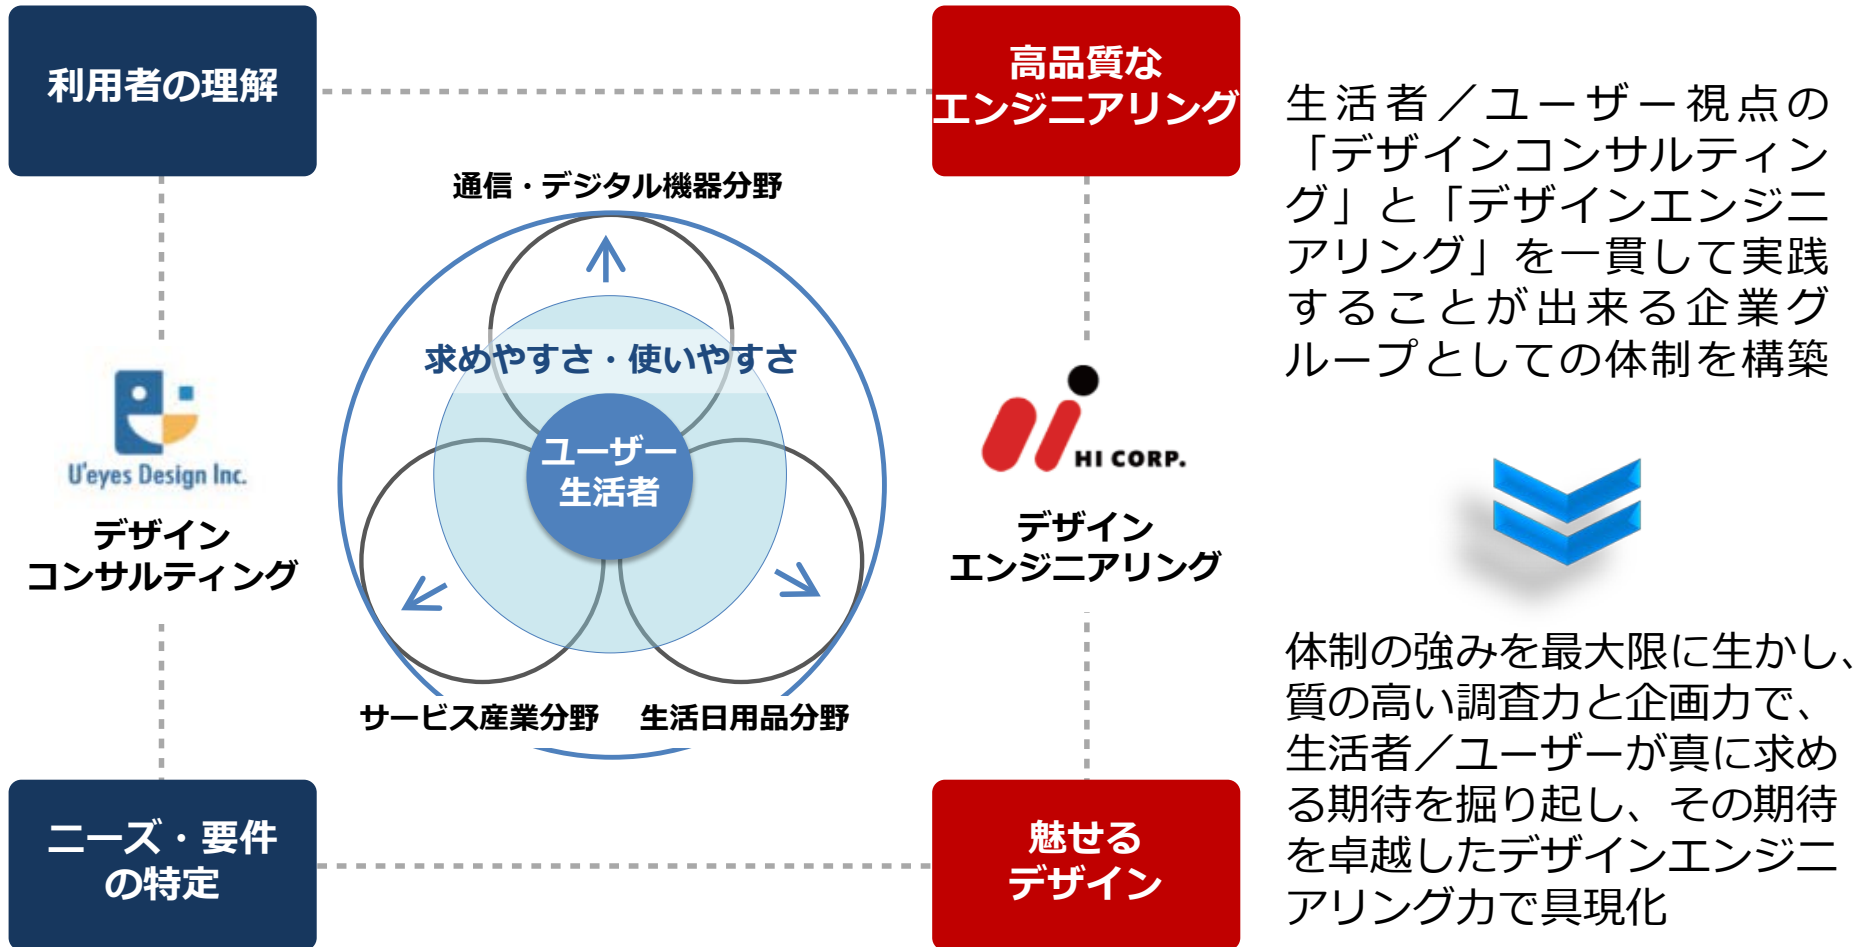 利用者の理解
高品質な
エンジニアリング
通信・デジタル機器分野
求めやすさ・使いやすさ
ユーザー
生活者
サービス産業分野
生活日用品分野
U'eyes Design Inc.
デザイン
コンサルティング
HI CORP.
デザイン
エンジニアリング
ニーズ・要件
の特定
魅せる
デザイン
生活者／ユーザー視点の
「デザインコンサルティン
グ」と「デザインエンジニ
アリング」を一貫して実践
することが出来る企業グ
ループとしての体制を構築
体制の強みを最大限に生かし、
質の高い調査力と企画力で、
生活者／ユーザーが真に求め
る期待を掘り起し、その期待
を卓越したデザインエンジニ
アリング力で具現化